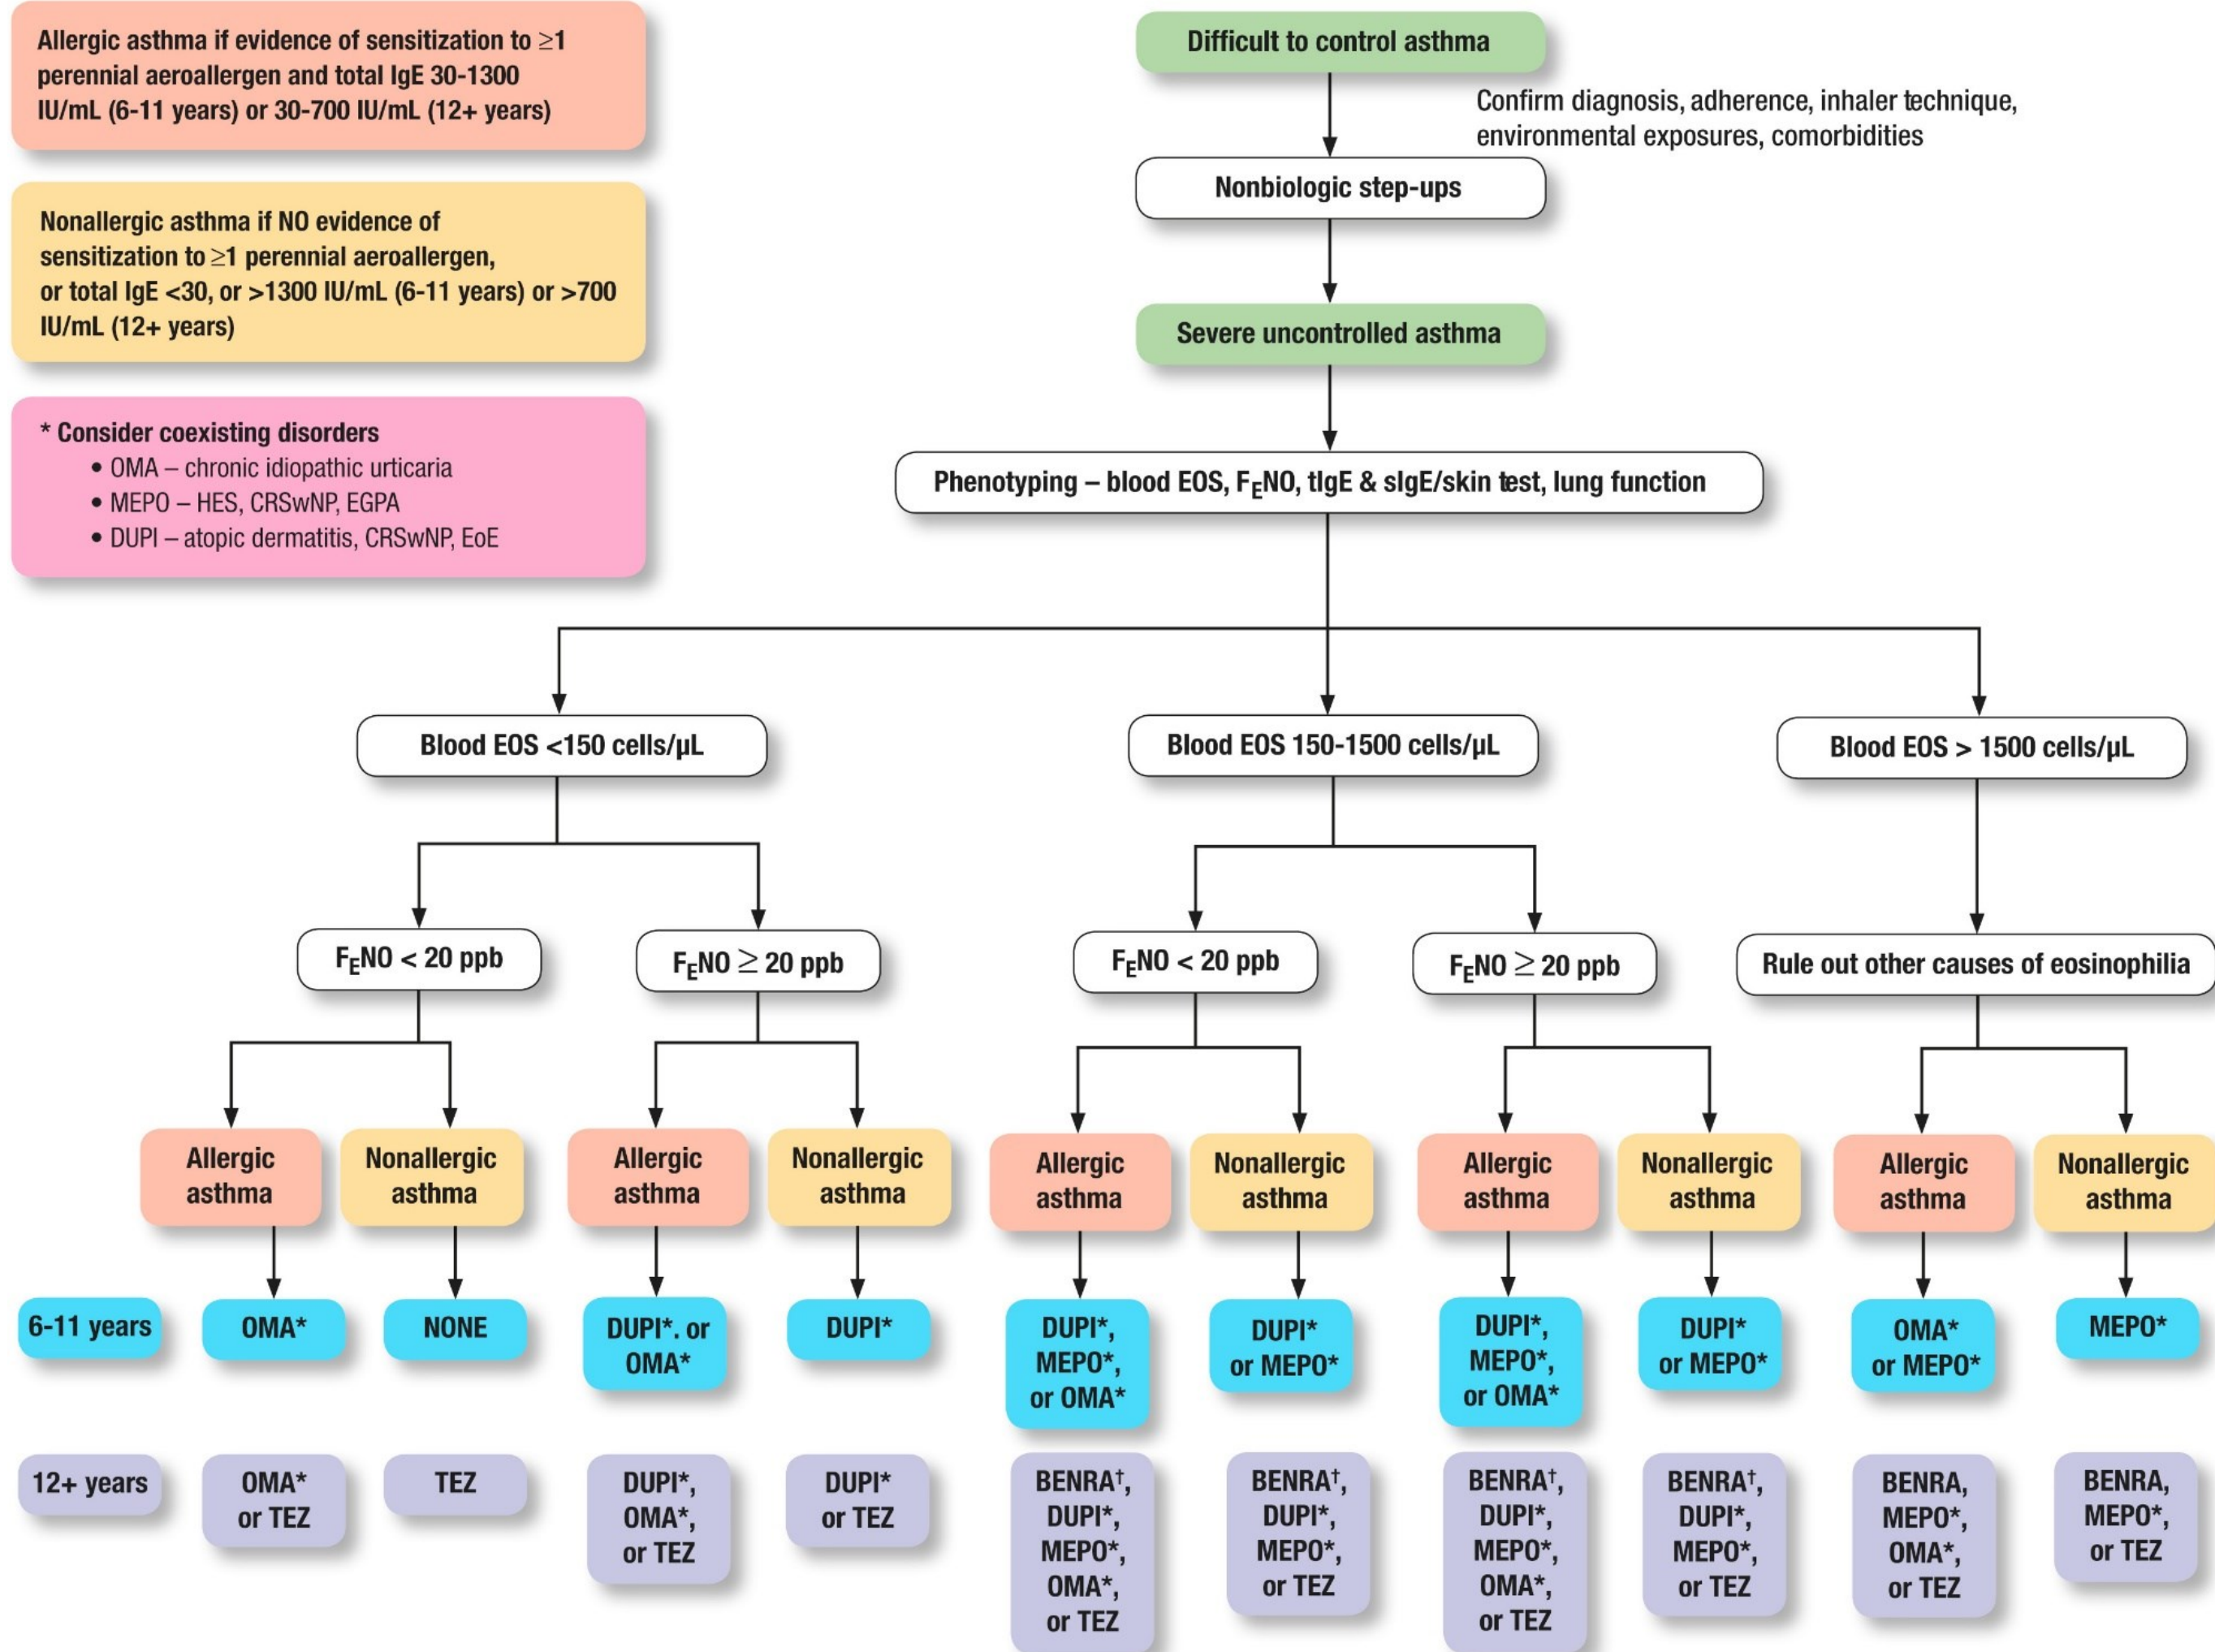 Allergic asthma if evidence of sensitization to ≥1
perennial aeroallergen and total IgE 30-1300
IU/mL (6-11 years) or 30-700 IU/mL (12+ years)
Nonallergic asthma if NO evidence of
sensitization to ≥1 perennial aeroallergen,
or total IgE <30, or >1300 IU/mL (6-11 years) or >700
IU/mL (12+ years)
* Consider coexisting disorders
• OMA – chronic idiopathic urticaria
• MEPO – HES, CRSwNP, EGPA
• DUPI – atopic dermatitis, CRSwNP, EoE
Difficult to control asthma
Confirm diagnosis, adherence, inhaler technique,
environmental exposures, comorbidities
Nonbiologic step-ups
Severe uncontrolled asthma
Phenotyping – blood EOS, FENO, tIgE & sIgE/skin test, lung function
Blood EOS <150 cells/µL
Blood EOS 150-1500 cells/µL
Blood EOS > 1500 cells/µL
FENO < 20 ppb
FENO ≥ 20 ppb
FENO < 20 ppb
FENO ≥ 20 ppb
Rule out other causes of eosinophilia
Allergic
asthma
Nonallergic
asthma
Allergic
asthma
Nonallergic
asthma
Allergic
asthma
Nonallergic
asthma
Allergic
asthma
Nonallergic
asthma
Allergic
asthma
Nonallergic
asthma
6-11 years
OMA*
NONE
DUPI*. or
OMA*
DUPI*
DUPI*,
MEPO*,
or OMA*
DUPI*
or MEPO*
DUPI*,
MEPO*,
or OMA*
DUPI*
or MEPO*
OMA*
or MEPO*
MEPO*
12+ years
OMA*
or TEZ
TEZ
DUPI*,
OMA*,
or TEZ
DUPI*
or TEZ
BENRA†,
DUPI*,
MEPO*,
OMA*,
or TEZ
BENRA†,
DUPI*,
MEPO*,
or TEZ
BENRA†,
DUPI*,
MEPO*,
OMA*,
or TEZ
BENRA†,
DUPI*,
MEPO*,
or TEZ
BENRA,
MEPO*,
OMA*,
or TEZ
BENRA,
MEPO*,
or TEZ